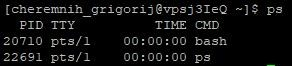 [cheremnih_grigorij@vpsj3IeQ ~]$ ps
  PID TTY          TIME CMD
20710 pts/1    00:00:00 bash
22691 pts/1    00:00:00 ps